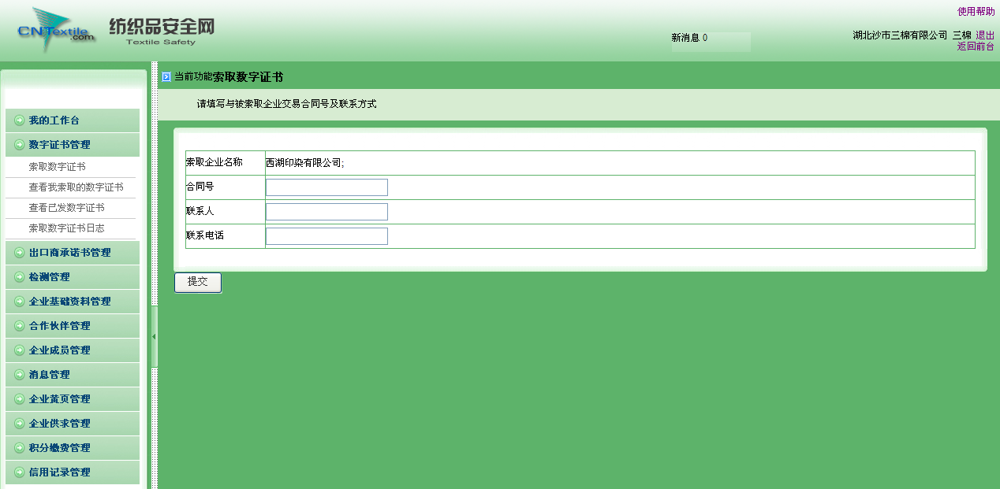 CNTextile.com
纺织品安全网
Textile Safety
使用帮助
新消息 0
湖北沙市三棉有限公司 三棉 退出
返回前台
当前功能索取数字证书
请填写与被索取企业交易合同号及联系方式
我的工作台
数字证书管理
索取数字证书
查看我索取的数字证书
查看已发数字证书
索取数字证书日志
出口商承诺书管理
检测管理
企业基础资料管理
合作伙伴管理
企业成员管理
消息管理
企业黄页管理
企业供求管理
积分缴费管理
信用记录管理
索取企业名称 西湖印染有限公司;
合同号
联系人
联系电话
提交